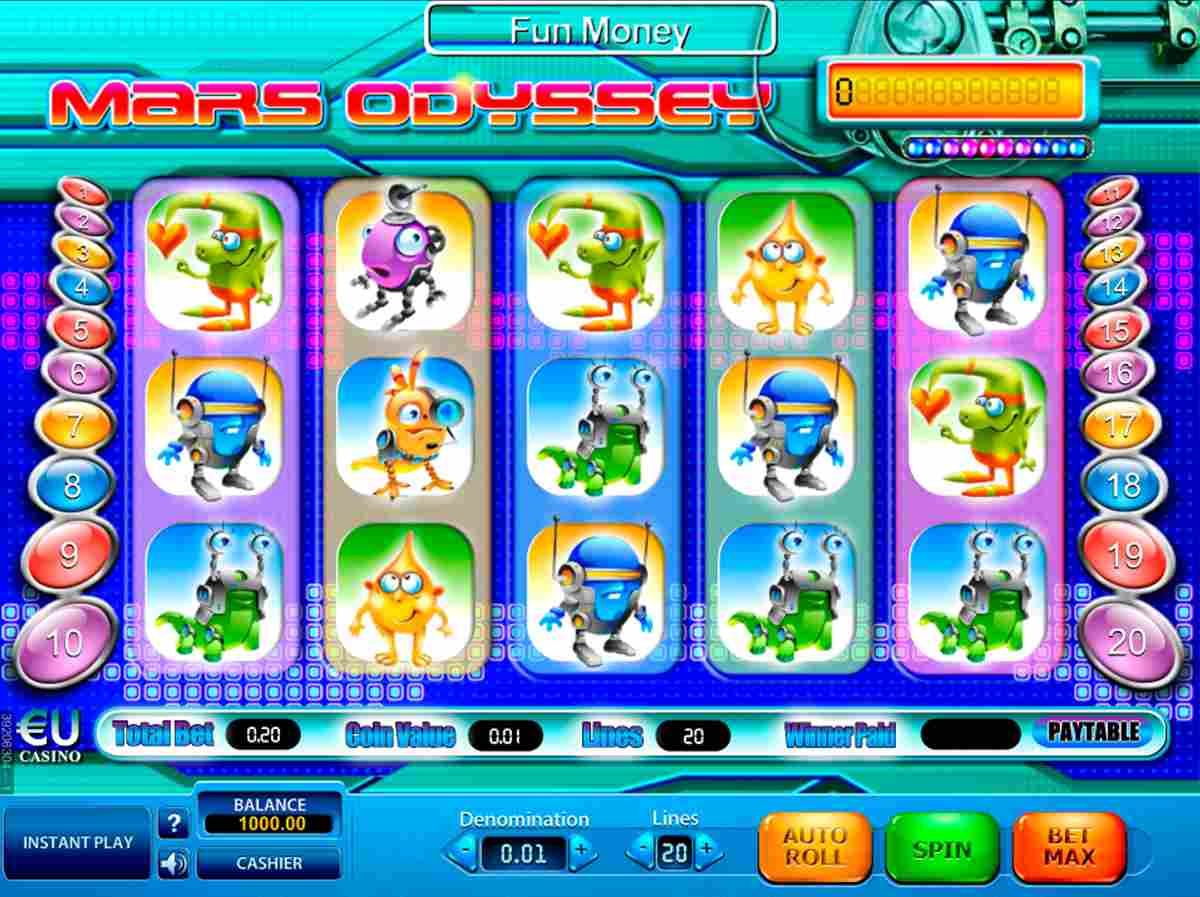 Fun Money
MARS ODYSSEY
0
1
2
3
4
5
6
7
8
9
10
11
12
13
14
15
16
17
18
19
20
€U
CASINO
Total Bet 0.20 Coin Value 0.01 Lines 20 Winner Paid PAYTABLE
INSTANT PLAY
?
BALANCE
1000.00
CASHIER
Denomination
- 0.01 +
Lines
- 20 +
AUTO
ROLL
SPIN
BET
MAX